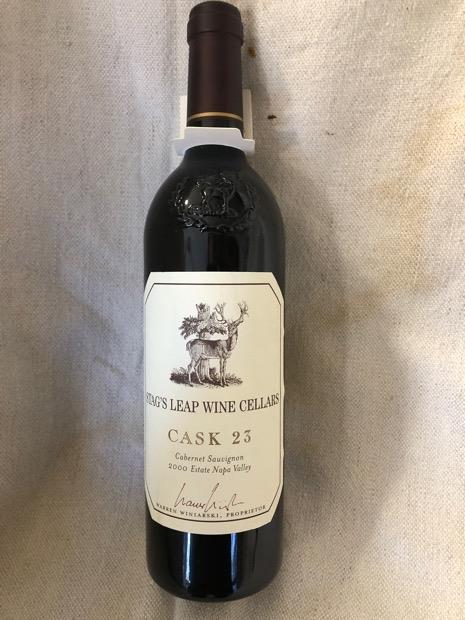 STAG'S LEAP WINE CELLARS
CASK 23
Cabernet Sauvignon
2000 Estate Napa Valley
WARREN WINIARSKI, PROPRIETOR